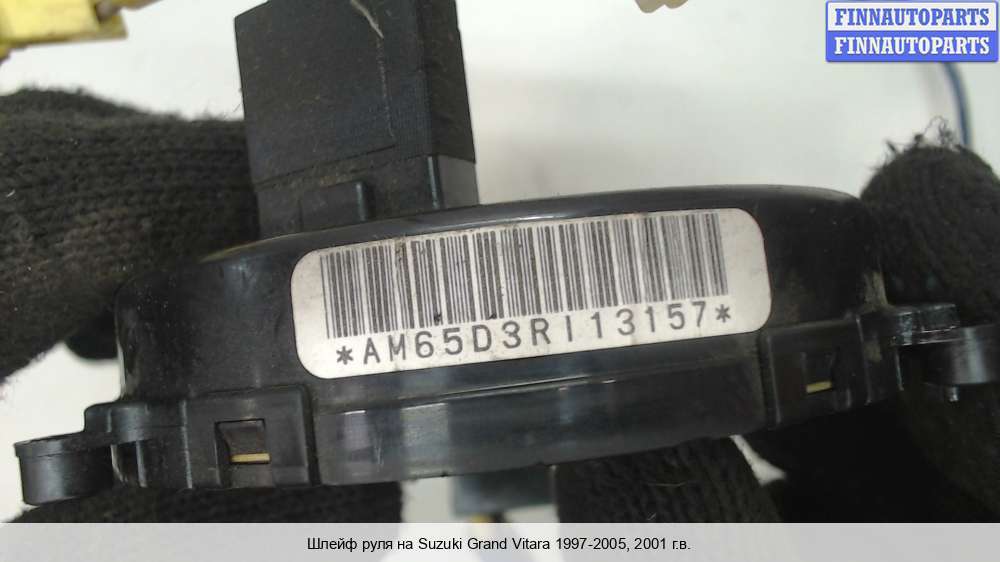 FINNAUTOPARTS
FINNAUTOPARTS
*AM65D3RI13157*
Шлейф руля на Suzuki Grand Vitara 1997-2005, 2001 г.в.